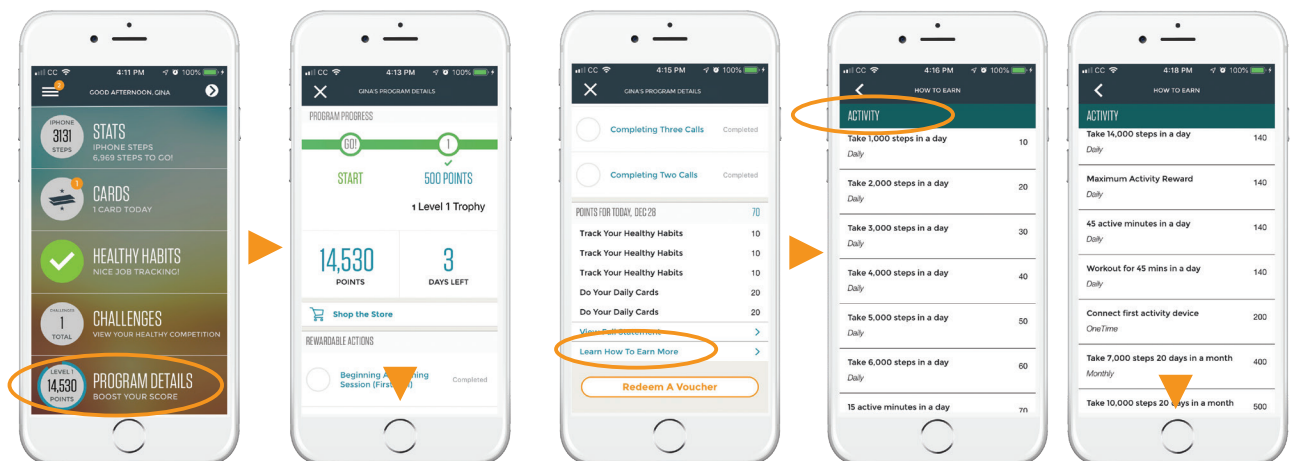 CC 4:11 PM 100%
2
GOOD AFTERNOON, GINA
IPHONE
3131
STEPS
STATS
IPHONE STEPS
6,969 STEPS TO GO!
1
CARDS
1 CARD TODAY
HEALTHY HABITS
NICE JOB TRACKING!
CHALLENGES
1
TOTAL
CHALLENGES
VIEW YOUR HEALTHY COMPETITION
LEVEL 1
14,530
POINTS
PROGRAM DETAILS
BOOST YOUR SCORE
CC 4:13 PM 100%
GINA'S PROGRAM DETAILS
PROGRAM PROGRESS
GO! 1
START 500 POINTS
1 Level 1 Trophy
14,530 3
POINTS DAYS LEFT
Shop the Store
REWARDABLE ACTIONS
Beginning
Session (First Completed
CC 4:15 PM 100%
GINA'S PROGRAM DETAILS
Completing Three Calls Completed
Completing Two Calls Completed
POINTS FOR TODAY, DEC 28 70
Track Your Healthy Habits 10
Track Your Healthy Habits 10
Track Your Healthy Habits 10
Do Your Daily Cards 20
Do Your Daily Cards 20
View Full Statement
Learn How To Earn More
Redeem A Voucher
CC 4:16 PM 100%
HOW TO EARN
ACTIVITY
Take 1,000 steps in a day 10
Daily
Take 2,000 steps in a day 20
Daily
Take 3,000 steps in a day 30
Daily
Take 4,000 steps in a day 40
Daily
Take 5,000 steps in a day 50
Daily
Take 6,000 steps in a day 60
Daily
15 active minutes in a day 70
CC 4:18 PM 100%
HOW TO EARN
ACTIVITY
Take 14,000 steps in a day 140
Daily
Maximum Activity Reward 140
Daily
45 active minutes in a day 140
Daily
Workout for 45 mins in a day 140
Daily
Connect first activity device 200
OneTime
Take 7,000 steps 20 days in a month 400
Monthly
Take 10,000 steps 20 days in a month 500